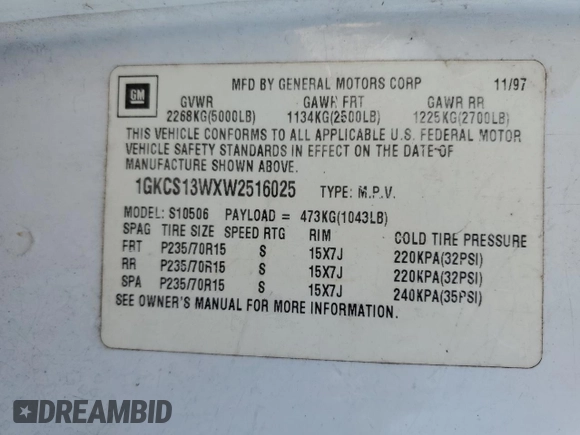 MFD BY GENERAL MOTORS CORP 11/97
GM
GVWR GAWR FRT GAWR RR
2268KG(5000LB) 1134KG(2500LB) 1225KG(2700LB)
THIS VEHICLE CONFORMS TO ALL APPLICABLE U.S. FEDERAL MOTOR
VEHICLE SAFETY STANDARDS IN EFFECT ON THE DATE OF
MANUFACTURE SHOWN ABOVE.
1GKCS13WXW2516025 TYPE: M.P.V.
MODEL: S10506 PAYLOAD = 473KG(1043LB)
SPAG TIRE SIZE SPEED RTG RIM COLD TIRE PRESSURE
FRT P235/70R15 S 15X7J 220KPA(32PSI)
RR P235/70R15 S 15X7J 220KPA(32PSI)
SPA P235/70R15 S 15X7J 240KPA(35PSI)
SEE OWNER'S MANUAL FOR MORE INFORMATION.
DREAMBID